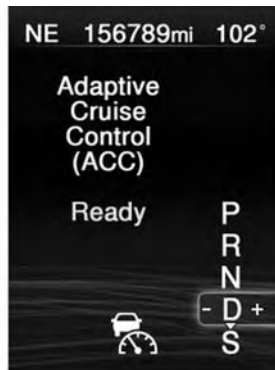 NE 156789mi 102°
Adaptive
Cruise
Control
(ACC)
Ready
P
R
N
- D +
S